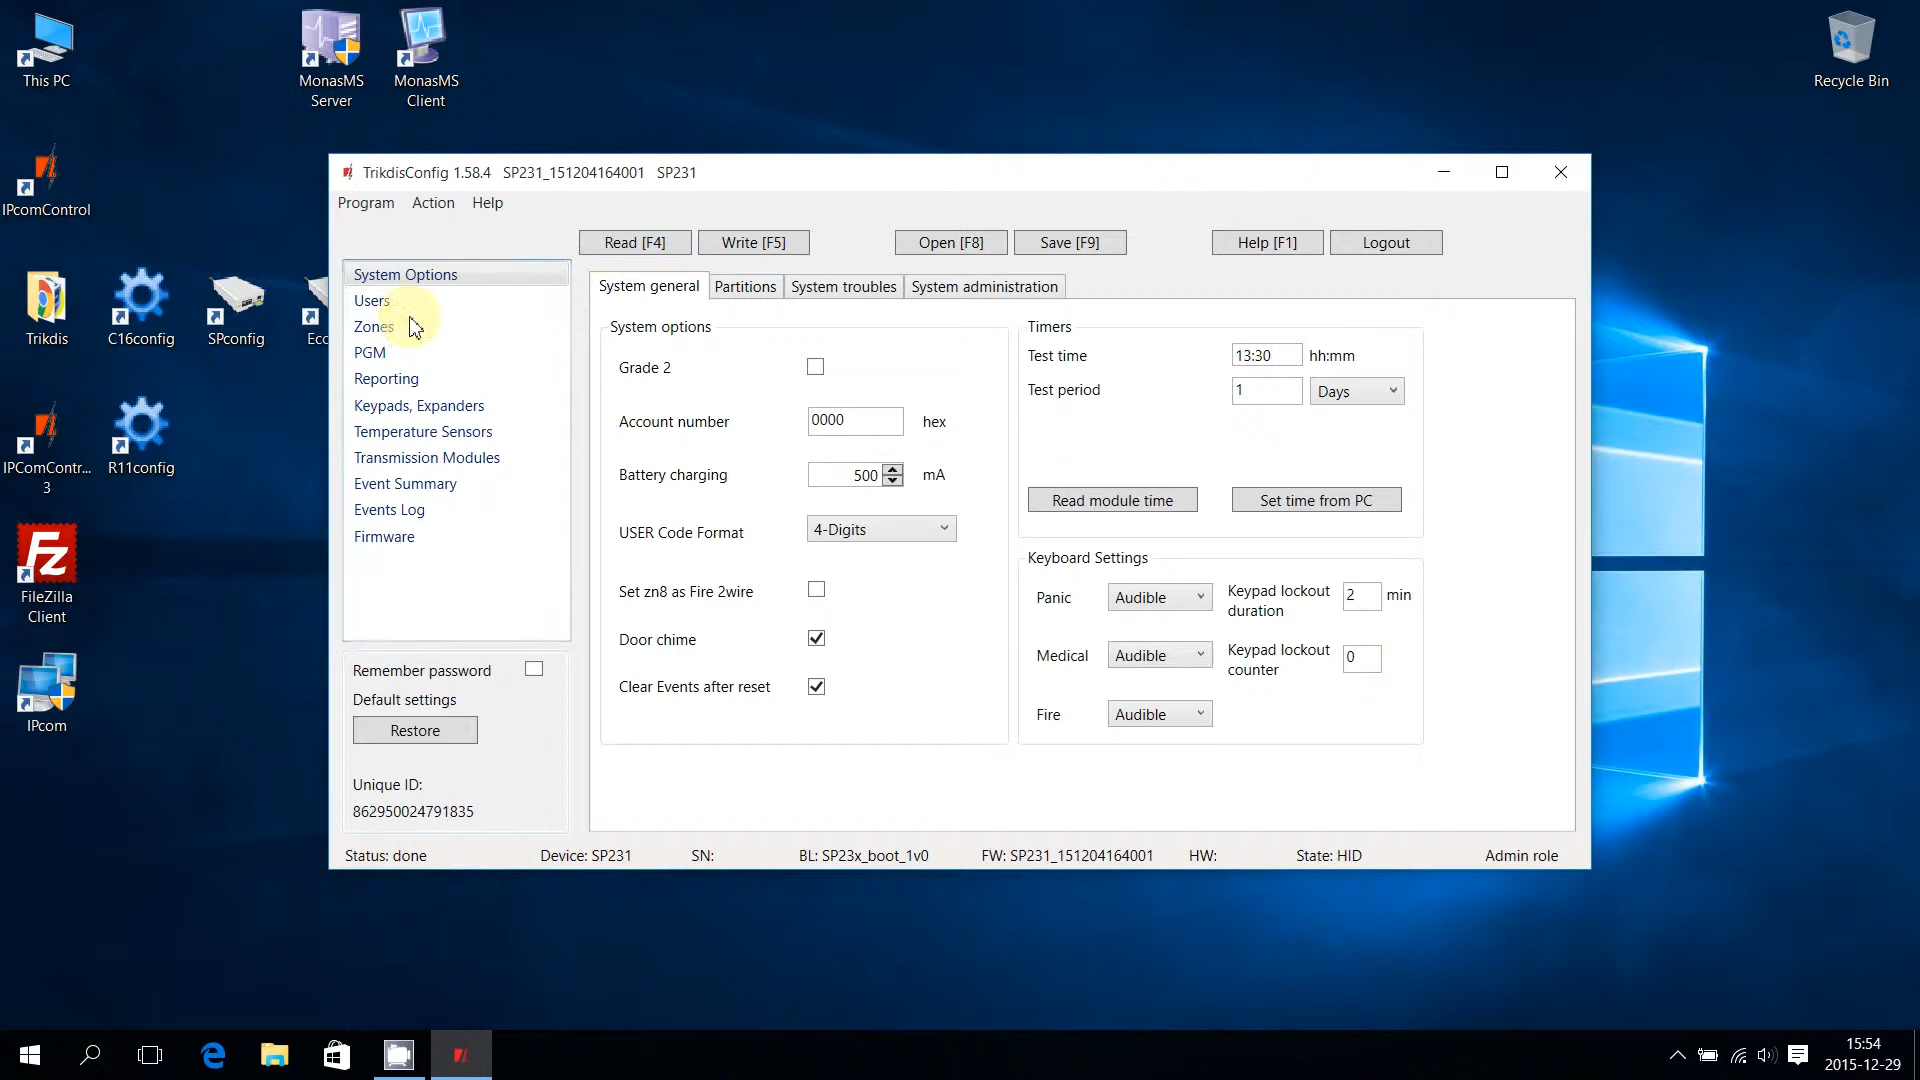 This PC
MonasMS
Server
MonasMS
Client
Recycle Bin
IPcomControl
Trikdis
C16config
SPconfig
Ecc
IPComContr...
3
R11config
FileZilla
Client
IPcom
TrikdisConfig 1.58.4 SP231_151204164001 SP231
Program Action Help
Read [F4] Write [F5] Open [F8] Save [F9] Help [F1] Logout
System Options
Users
Zones
PGM
Reporting
Keypads, Expanders
Temperature Sensors
Transmission Modules
Event Summary
Events Log
Firmware
Remember password
Default settings
Restore
Unique ID:
862950024791835
System general Partitions System troubles System administration
System options
Grade 2
Account number 0000 hex
Battery charging 500 mA
USER Code Format 4-Digits
Set zn8 as Fire 2wire
Door chime
Clear Events after reset
Timers
Test time 13:30 hh:mm
Test period 1 Days
Read module time Set time from PC
Keyboard Settings
Panic Audible
Keypad lockout
duration
2 min
Medical Audible
Keypad lockout
counter
0
Fire Audible
Status: done Device: SP231 SN: BL: SP23x_boot_1v0 FW: SP231_151204164001 HW: State: HID Admin role
15:54
2015-12-29